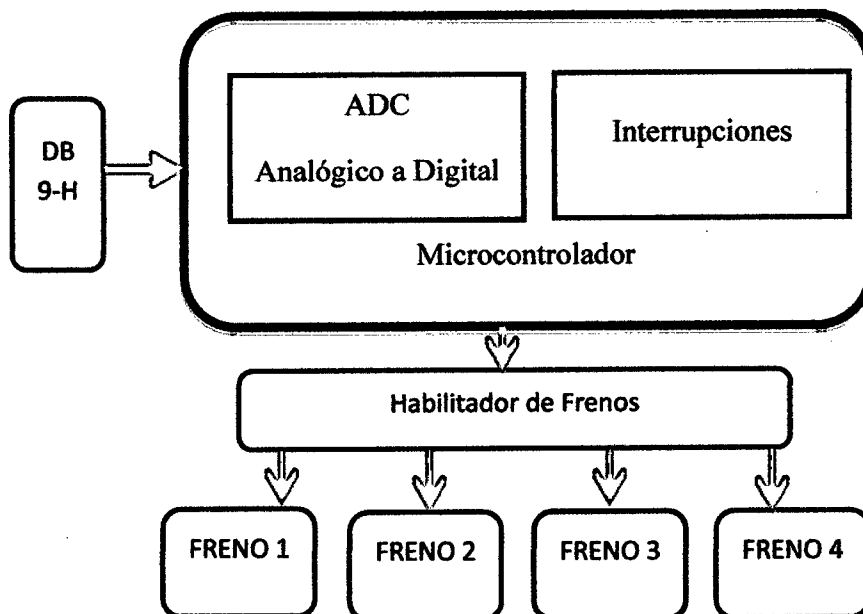 DB
9-H
ADC
Analógico a Digital
Interrupciones
Microcontrolador
Habilitador de Frenos
FRENO 1
FRENO 2
FRENO 3
FRENO 4